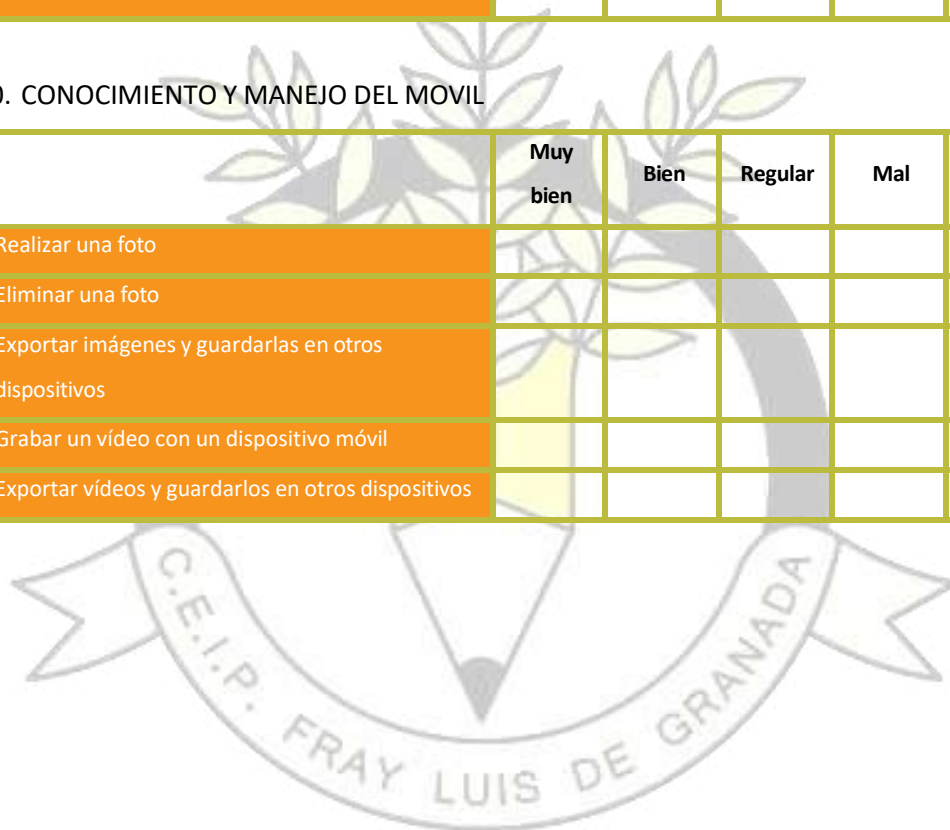 0. CONOCIMIENTO Y MANEJO DEL MOVIL
Muy
bien
Bien
Regular
Mal
Realizar una foto
Eliminar una foto
Exportar imágenes y guardarlas en otros
dispositivos
Grabar un vídeo con un dispositivo móvil
Exportar vídeos y guardarlos en otros dispositivos
C.E.I.P. FRAY LUIS DE GRANADA